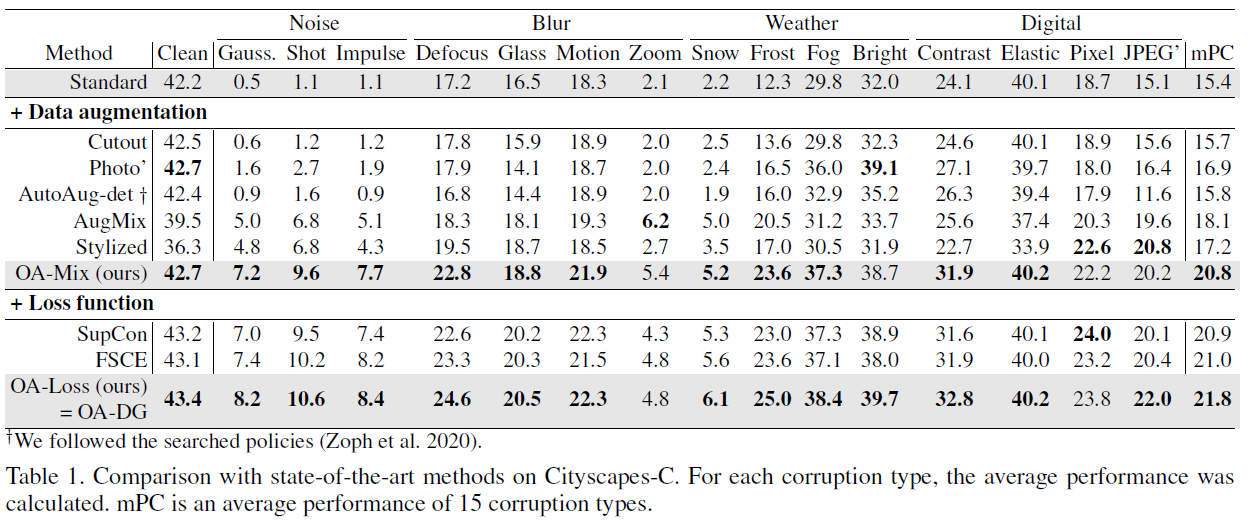 Noise Blur Weather Digital
Method Clean Gauss. Shot Impulse Defocus Glass Motion Zoom Snow Frost Fog Bright Contrast Elastic Pixel JPEG’ mPC
Standard 42.2 0.5 1.1 1.1 17.2 16.5 18.3 2.1 2.2 12.3 29.8 32.0 24.1 40.1 18.7 15.1 15.4
+ Data augmentation
Cutout 42.5 0.6 1.2 1.2 17.8 15.9 18.9 2.0 2.5 13.6 29.8 32.3 24.6 40.1 18.9 15.6 15.7
Photo’ 42.7 1.6 2.7 1.9 17.9 14.1 18.7 2.0 2.4 16.5 36.0 39.1 27.1 39.7 18.0 16.4 16.9
AutoAug-det † 42.4 0.9 1.6 0.9 16.8 14.4 18.9 2.0 1.9 16.0 32.9 35.2 26.3 39.4 17.9 11.6 15.8
AugMix 39.5 5.0 6.8 5.1 18.3 18.1 19.3 6.2 5.0 20.5 31.2 33.7 25.6 37.4 20.3 19.6 18.1
Stylized 36.3 4.8 6.8 4.3 19.5 18.7 18.5 2.7 3.5 17.0 30.5 31.9 22.7 33.9 22.6 20.8 17.2
OA-Mix (ours) 42.7 7.2 9.6 7.7 22.8 18.8 21.9 5.4 5.2 23.6 37.3 38.7 31.9 40.2 22.2 20.2 20.8
+ Loss function
SupCon 43.2 7.0 9.5 7.4 22.6 20.2 22.3 4.3 5.3 23.0 37.3 38.9 31.6 40.1 24.0 20.1 20.9
FSCE 43.1 7.4 10.2 8.2 23.3 20.3 21.5 4.8 5.6 23.6 37.1 38.0 31.9 40.0 23.2 20.4 21.0
OA-Loss (ours)
= OA-DG 43.4 8.2 10.6 8.4 24.6 20.5 22.3 4.8 6.1 25.0 38.4 39.7 32.8 40.2 23.8 22.0 21.8
†We followed the searched policies (Zoph et al. 2020).
Table 1. Comparison with state-of-the-art methods on Cityscapes-C. For each corruption type, the average performance was
calculated. mPC is an average performance of 15 corruption types.